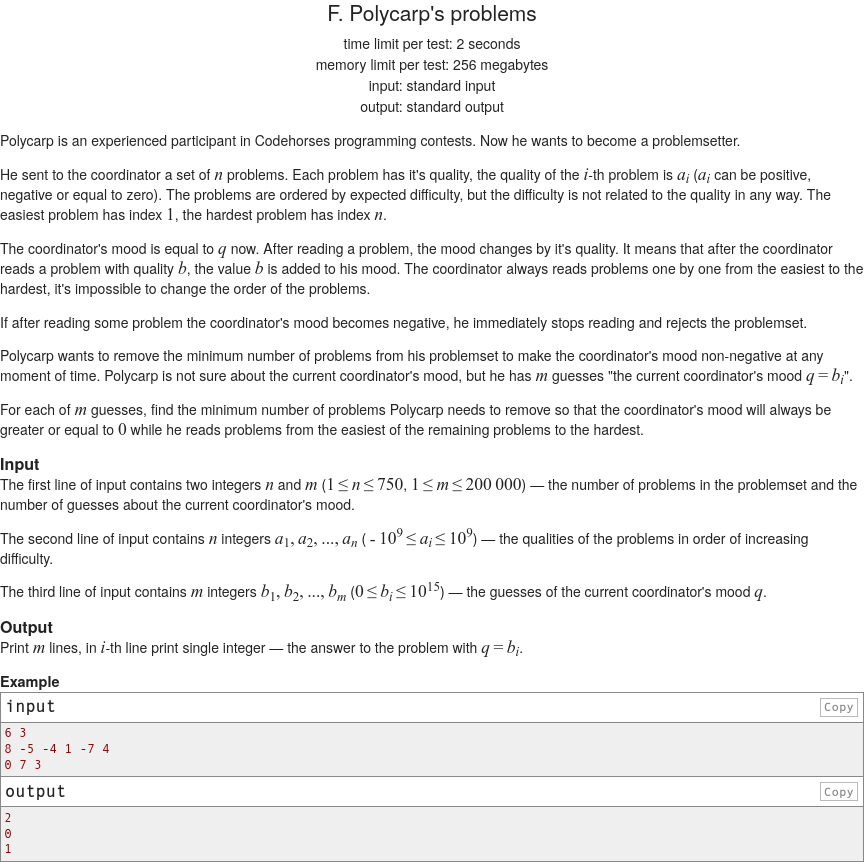 F. Polycarp's problems
time limit per test: 2 seconds
memory limit per test: 256 megabytes
input: standard input
output: standard output
Polycarp is an experienced participant in Codehorses programming contests. Now he wants to become a problemsetter.
He sent to the coordinator a set of n problems. Each problem has it's quality, the quality of the i-th problem is a_i (a_i can be positive,
negative or equal to zero). The problems are ordered by expected difficulty, but the difficulty is not related to the quality in any way. The
easiest problem has index 1, the hardest problem has index n.
The coordinator's mood is equal to q now. After reading a problem, the mood changes by it's quality. It means that after the coordinator
reads a problem with quality b, the value b is added to his mood. The coordinator always reads problems one by one from the easiest to the
hardest, it's impossible to change the order of the problems.
If after reading some problem the coordinator's mood becomes negative, he immediately stops reading and rejects the problemset.
Polycarp wants to remove the minimum number of problems from his problemset to make the coordinator's mood non-negative at any
moment of time. Polycarp is not sure about the current coordinator's mood, but he has m guesses "the current coordinator's mood q = b_i".
For each of m guesses, find the minimum number of problems Polycarp needs to remove so that the coordinator's mood will always be
greater or equal to 0 while he reads problems from the easiest of the remaining problems to the hardest.
Input
The first line of input contains two integers n and m (1 ≤ n ≤ 750, 1 ≤ m ≤ 200 000) — the number of problems in the problemset and the
number of guesses about the current coordinator's mood.
The second line of input contains n integers a_1, a_2, ..., a_n ( - 10^9 ≤ a_i ≤ 10^9) — the qualities of the problems in order of increasing
difficulty.
The third line of input contains m integers b_1, b_2, ..., b_m (0 ≤ b_i ≤ 10^15) — the guesses of the current coordinator's mood q.
Output
Print m lines, in i-th line print single integer — the answer to the problem with q = b_i.
Example
input Copy
6 3
8 -5 -4 1 -7 4
0 7 3
output Copy
2
0
1